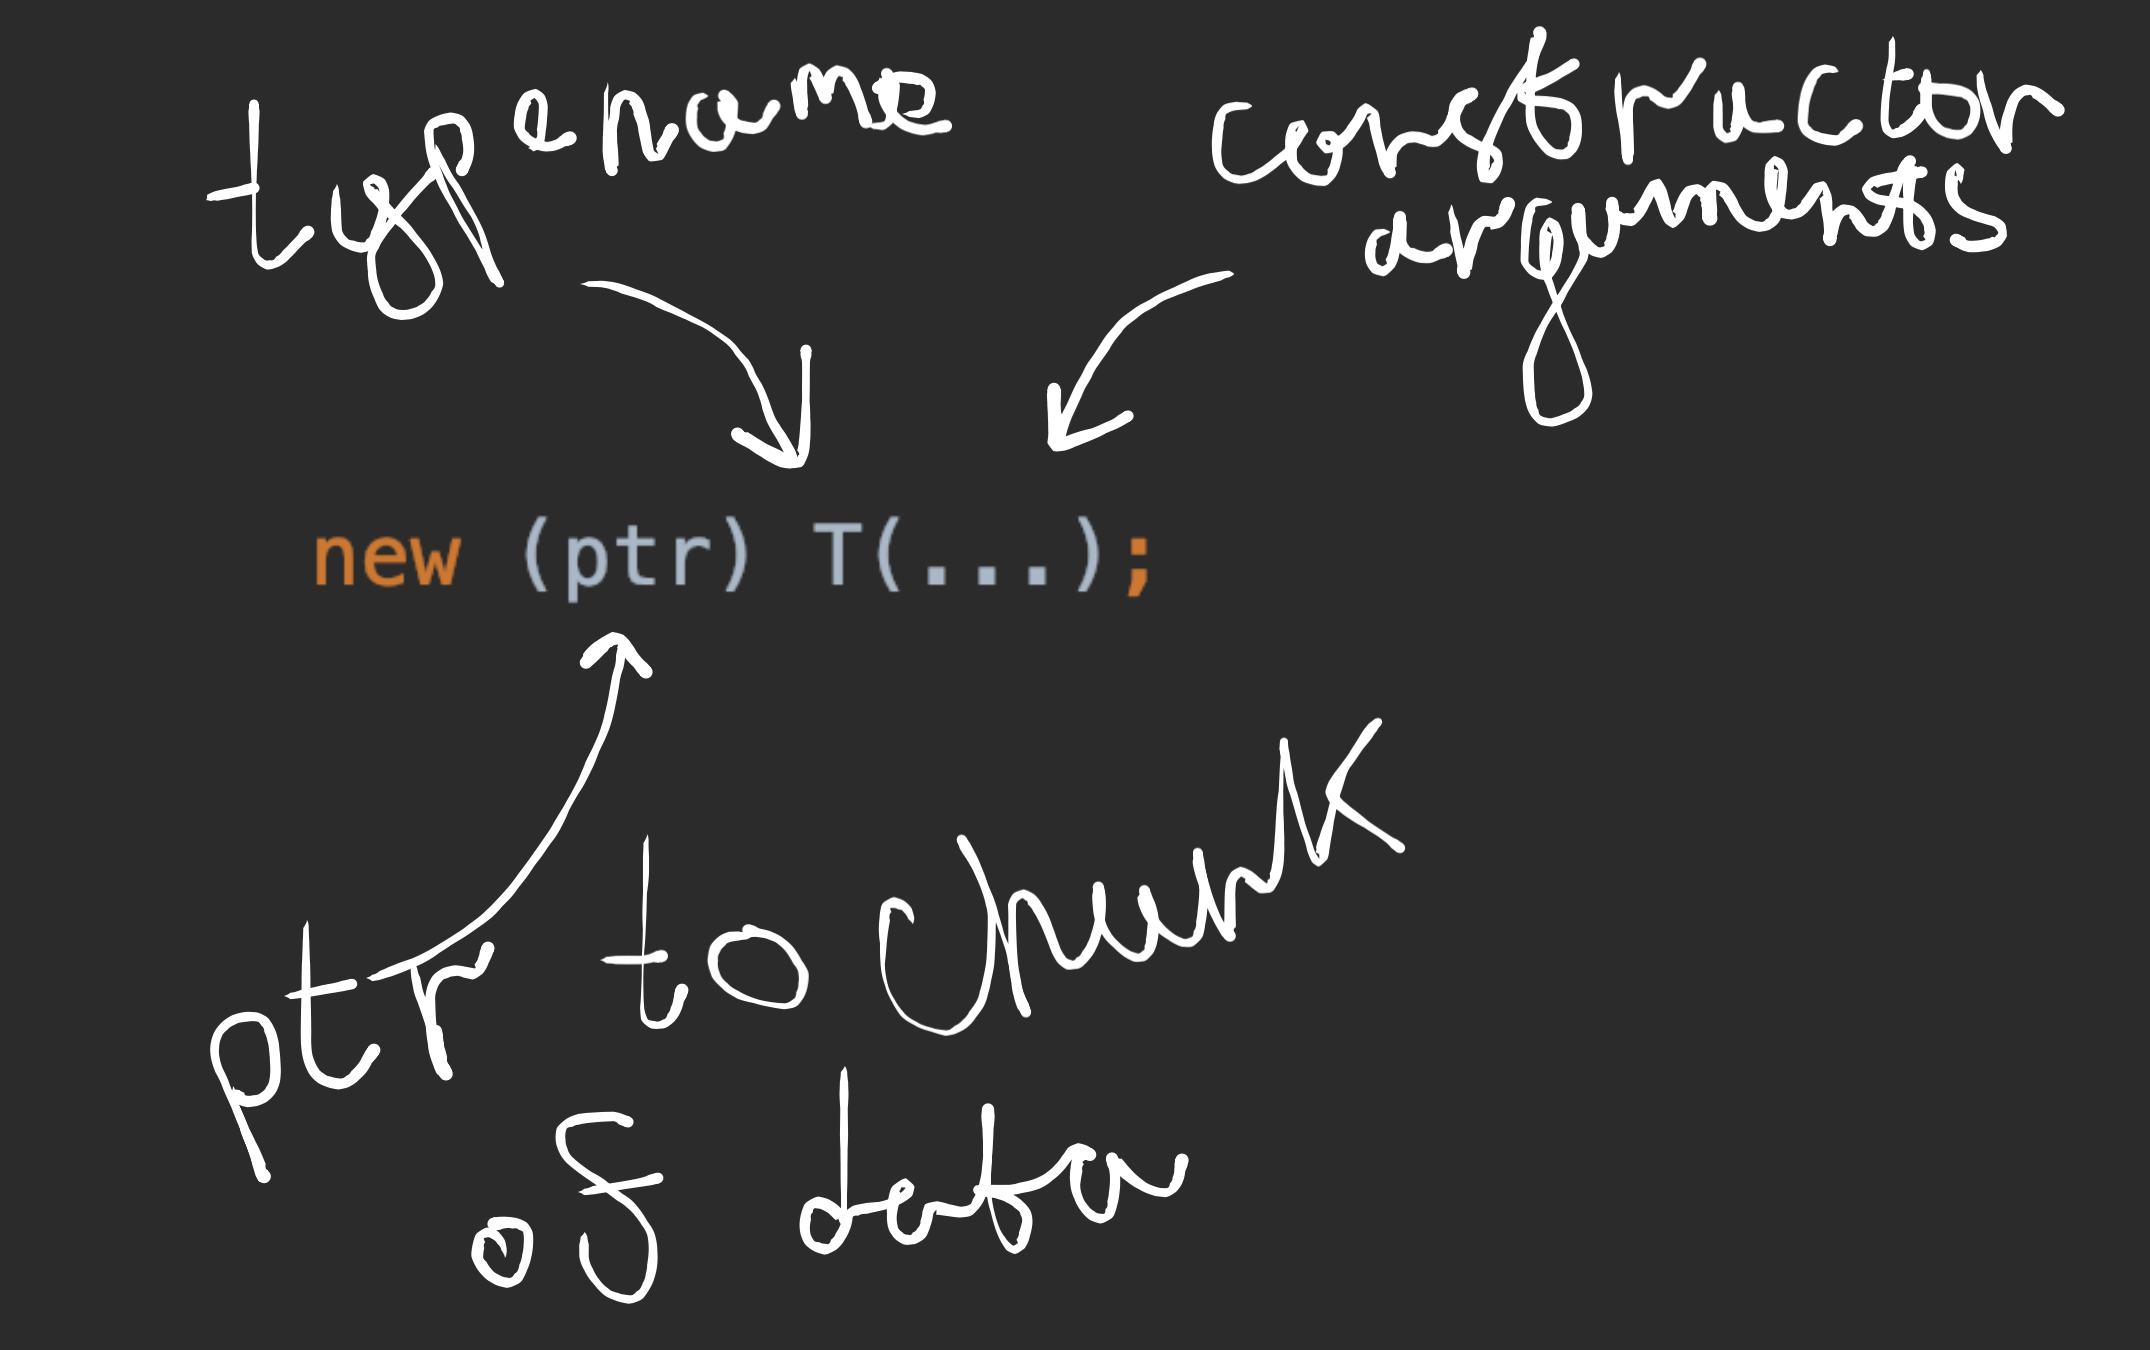 typename
constructor
arguments
new (ptr) T(...);
ptr to chunk
of data